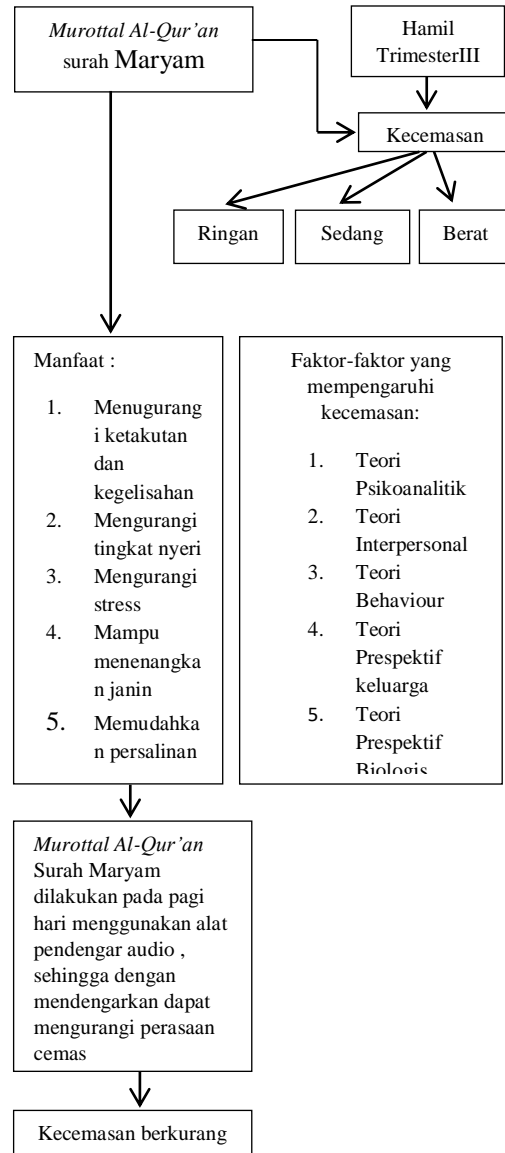 Murottal Al-Qur’an
surah Maryam
Hamil
TrimesterIII
Kecemasan
Ringan
Sedang
Berat
Manfaat :
1. Menugurang
i ketakutan
dan
kegelisahan
2. Mengurangi
tingkat nyeri
3. Mengurangi
stress
4. Mampu
menenangka
n janin
5. Memudahka
n persalinan
Faktor-faktor yang
mempengaruhi
kecemasan:
1. Teori
Psikoanalitik
2. Teori
Interpersonal
3. Teori
Behaviour
4. Teori
Prespektif
keluarga
5. Teori
Prespektif
Biologis
Murottal Al-Qur’an
Surah Maryam
dilakukan pada pagi
hari menggunakan alat
pendengar audio ,
sehingga dengan
mendengarkan dapat
mengurangi perasaan
cemas
Kecemasan berkurang